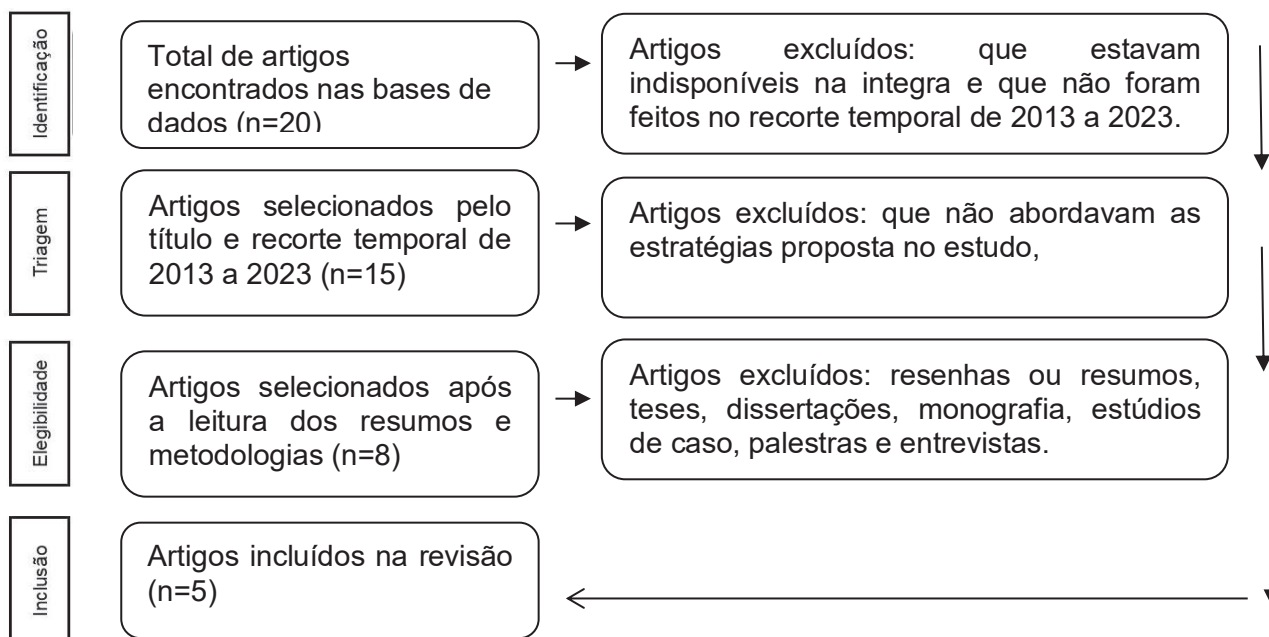 Identificação
Total de artigos
encontrados nas bases de
dados (n=20)
Artigos excluídos: que estavam
indisponíveis na integra e que não foram
feitos no recorte temporal de 2013 a 2023.
Triagem
Artigos selecionados pelo
título e recorte temporal de
2013 a 2023 (n=15)
Artigos excluídos: que não abordavam as
estratégias proposta no estudo,
Elegibilidade
Artigos selecionados após
a leitura dos resumos e
metodologias (n=8)
Artigos excluídos: resenhas ou resumos,
teses, dissertações, monografia, estúdios
de caso, palestras e entrevistas.
Inclusão
Artigos incluídos na revisão
(n=5)